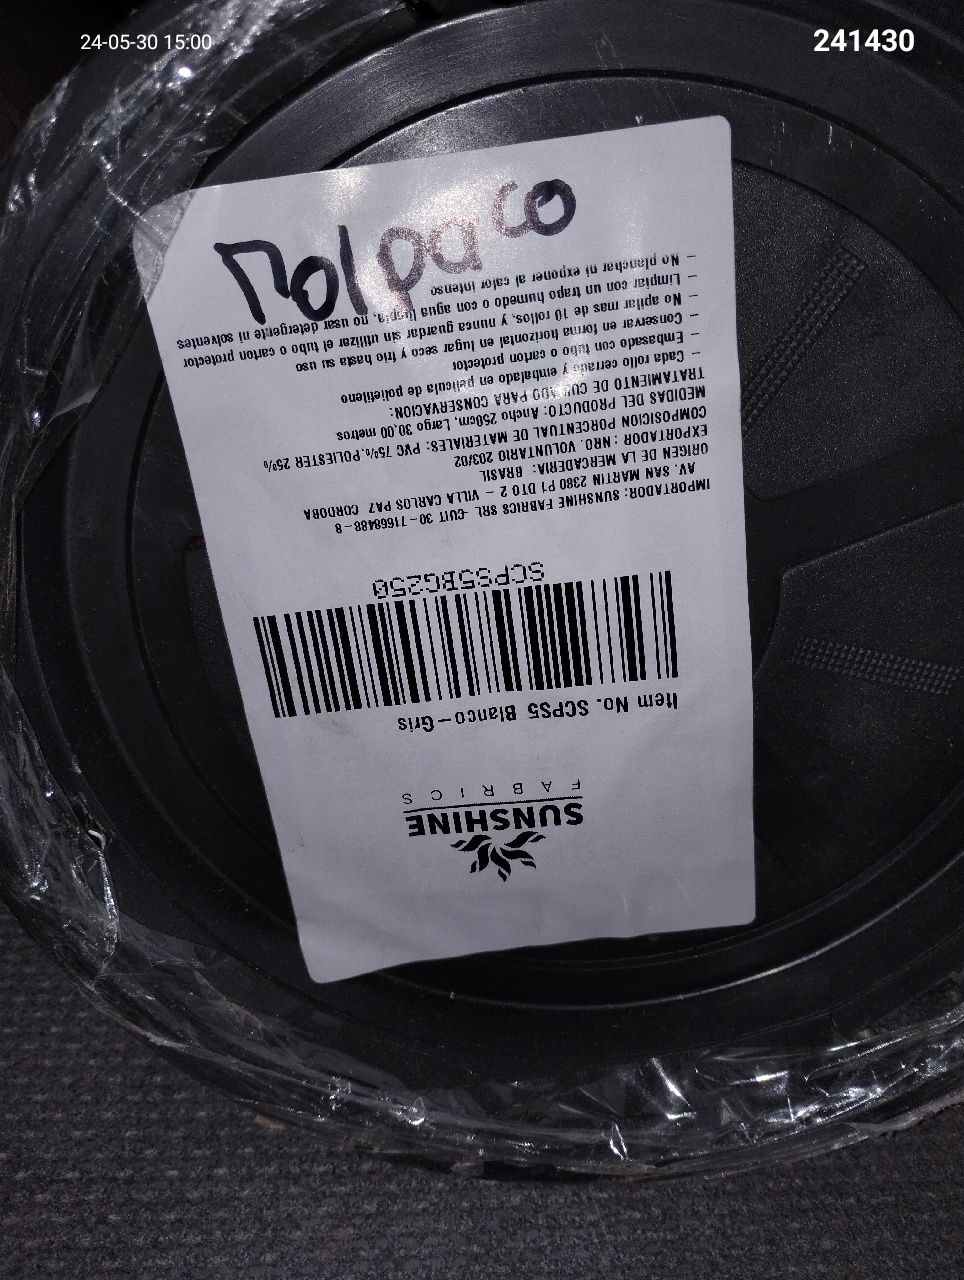 24-05-30 15:00
241430
Molpaco
SUNSHINE
FABRICS
Item No. SCPS5 Blanco-Gris
SCPS5BG250
IMPORTADOR: SUNSHINE FABRICS SRL -CUIT 30-71668488-8
AV. SAN MARTIN 2380 P1 DTO 2 - VILLA CARLOS PAZ CORDOBA
ORIGEN DE LA MERCADERIA: BRASIL
EXPORTADOR : NRO. VOLUNTARIO 203/02
COMPOSICION PORCENTUAL DE MATERIALES: PVC 75%,POLIESTER 25%
MEDIDAS DEL PRODUCTO: Ancho 250cm, Largo 30,00 metros
TRATAMIENTO DE CUIDADO PARA CONSERVACION:
- Cada rollo cerrado y embalado en pelicula de polietileno
- Embasado con tubo o carton protector
- Conservar en forma horizontal en lugar seco y frio hasta su uso
- No apilar mas de 10 rollos, y nunca guardar sin utilizar el tubo o carton protector
- Limpiar con un trapo humedo o con agua limpia, no usar detergente ni solventes
- No planchar ni exponer al calor intenso